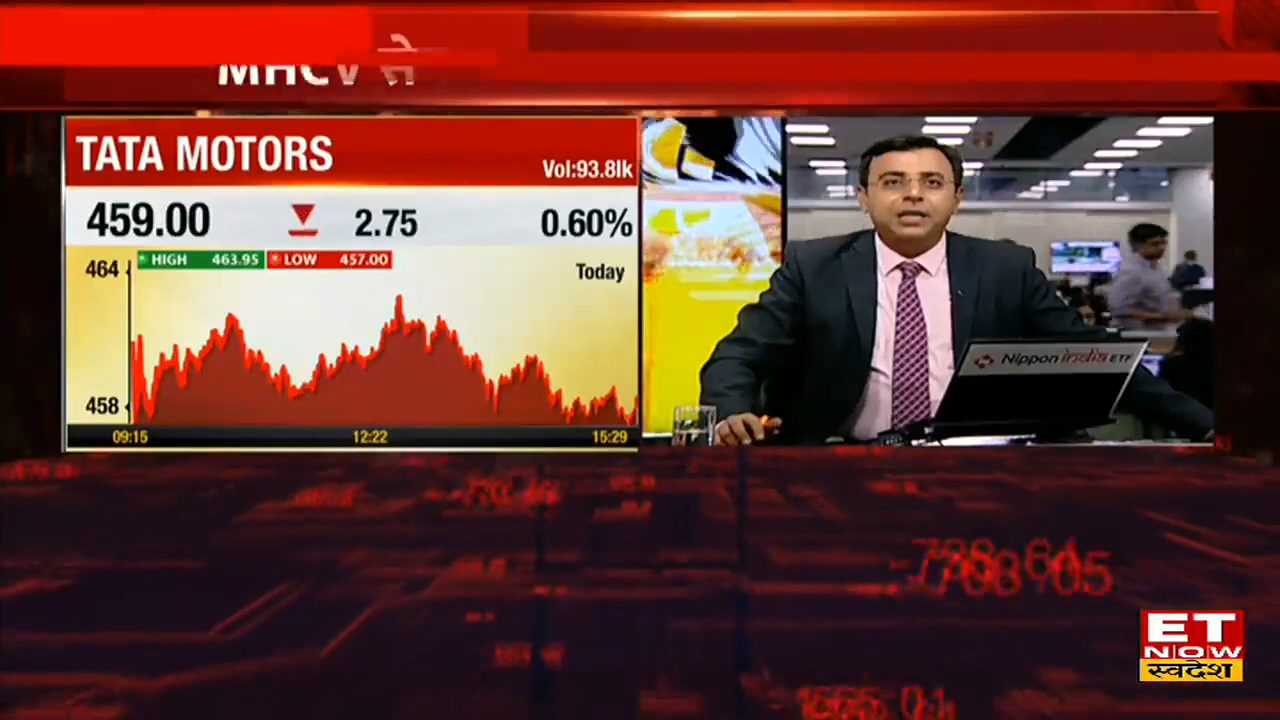 MHCV से
TATA MOTORS
Vol:93.8lk
459.00 2.75 0.60%
HIGH 463.95 LOW 457.00
Today
464
458
09:15 12:22 15:29
Nippon india ETF
ET
NOW
स्वदेश